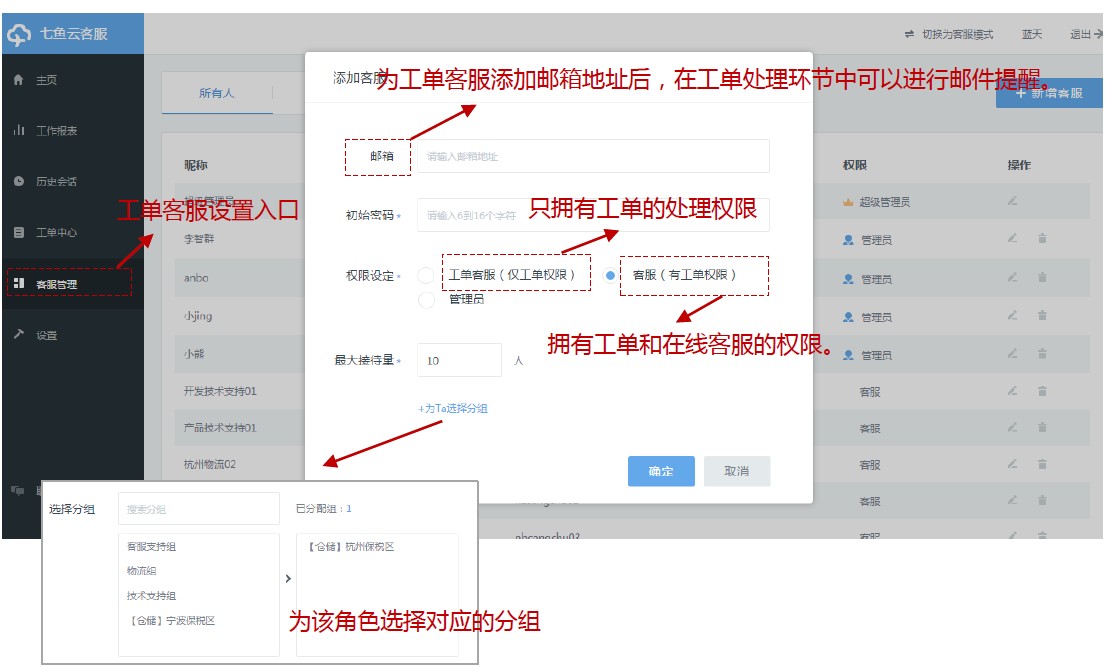 七鱼云客服
切换为客服模式 蓝天 退出
主页
工作报表
历史会话
工单中心
客服管理
设置
所有人
新增客服
添加客服
为工单客服添加邮箱地址后，在工单处理环节中可以进行邮件提醒。
邮箱 请输入邮箱地址
初始密码* 请输入6到16个字符
只拥有工单的处理权限
权限设定* 工单客服（仅工单权限） 客服（有工单权限）
管理员
拥有工单和在线客服的权限。
最大接待量* 10 人
+为Ta选择分组
确定 取消
工单客服设置入口
昵称 权限 操作
超级管理员 超级管理员
李智群 管理员
anbo 管理员
管理员
小熊 管理员
开发技术支持01 客服
产品技术支持01 客服
杭州物流02 客服
客服
nbcangchu03 客服
选择分组 搜索分组 已分配组：1
客服支持组 【仓储】杭州保税区
物流组
技术支持组
【仓储】宁波保税区
为该角色选择对应的分组